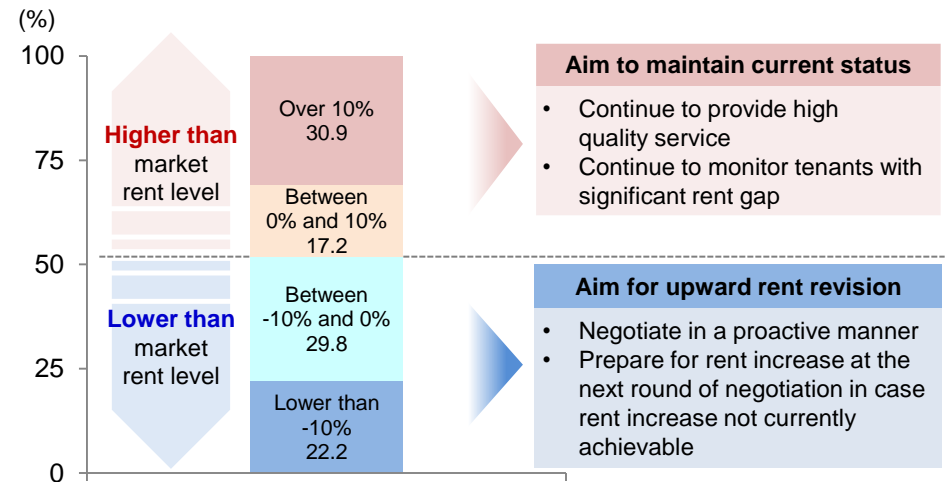 (%)
100
75
50
25
0
Higher than
market
rent level
Lower than
market
rent level
Over 10%
30.9
Between
0% and 10%
17.2
Between
-10% and 0%
29.8
Lower than
-10%
22.2
Aim to maintain current status
• Continue to provide high
quality service
• Continue to monitor tenants with
significant rent gap
Aim for upward rent revision
• Negotiate in a proactive manner
• Prepare for rent increase at the
next round of negotiation in case
rent increase not currently
achievable